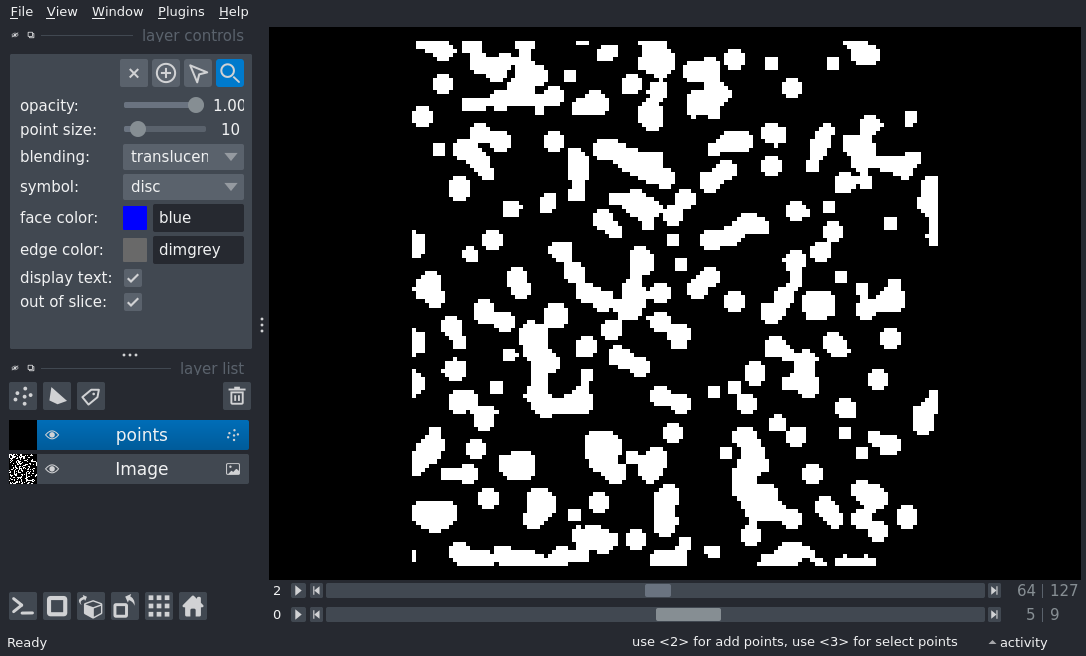 File View Window Plugins Help
layer controls
opacity: 1.00
point size: 10
blending: translucen
symbol: disc
face color: blue
edge color: dimgrey
display text:
out of slice:
layer list
points
Image
2 64 | 127
0 5 | 9
Ready use <2> for add points, use <3> for select points activity